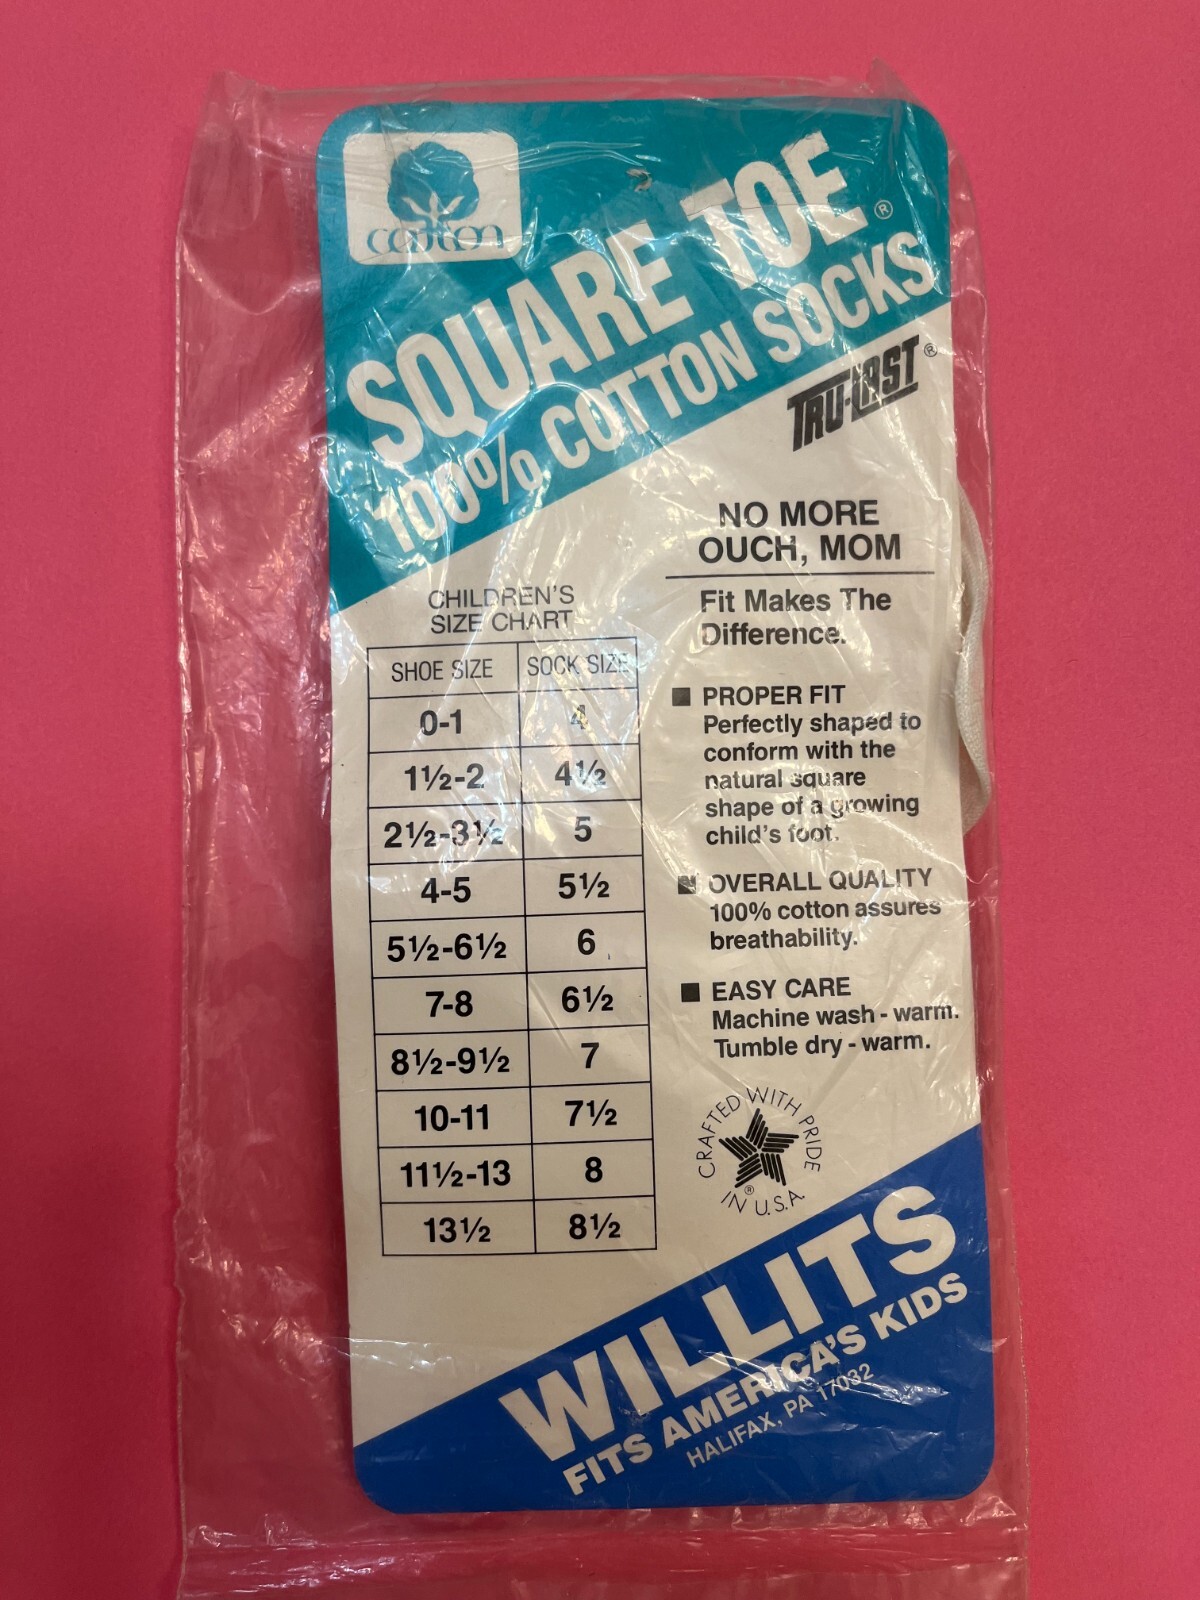 cotton
SQUARE TOE®
100% COTTON SOCKS
TRU-LAST®
NO MORE
OUCH, MOM
Fit Makes The
Difference.
■ PROPER FIT
Perfectly shaped to
conform with the
natural square
shape of a growing
child's foot.
■ OVERALL QUALITY
100% cotton assures
breathability.
■ EASY CARE
Machine wash - warm.
Tumble dry - warm.
CHILDREN'S
SIZE CHART
SHOE SIZE SOCK SIZE
0-1 4
1½-2 4½
2½-3½ 5
4-5 5½
5½-6½ 6
7-8 6½
8½-9½ 7
10-11 7½
11½-13 8
13½ 8½
CRAFTED WITH PRIDE
IN U.S.A.
®
WILLITS
FITS AMERICA'S KIDS
HALIFAX, PA 17032